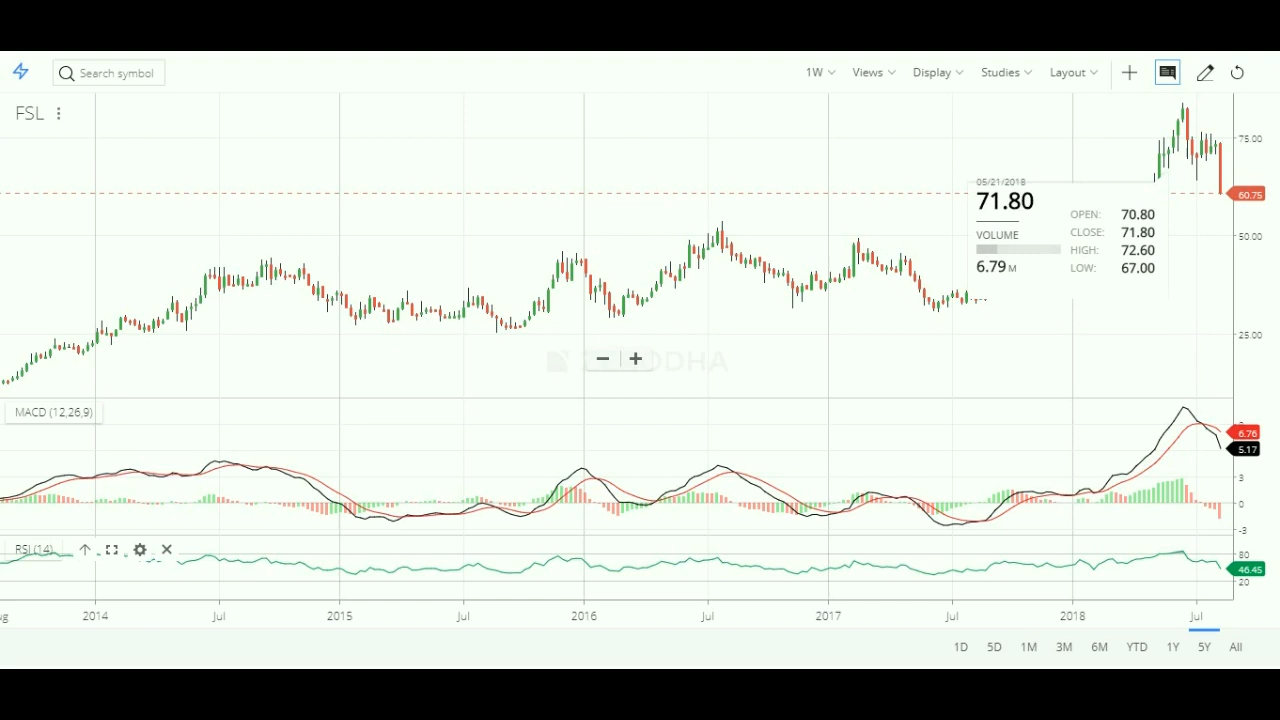 Search symbol
1W Views Display Studies Layout
FSL
75.00
60.75
50.00
25.00
05/21/2018
71.80
VOLUME
6.79 M
OPEN: 70.80
CLOSE: 71.80
HIGH: 72.60
LOW: 67.00
DHA
MACD (12,26,9)
6.76
5.17
3
0
-3
RSI (14)
80
46.45
20
2014 Jul 2015 Jul 2016 Jul 2017 Jul 2018 Jul
1D 5D 1M 3M 6M YTD 1Y 5Y All